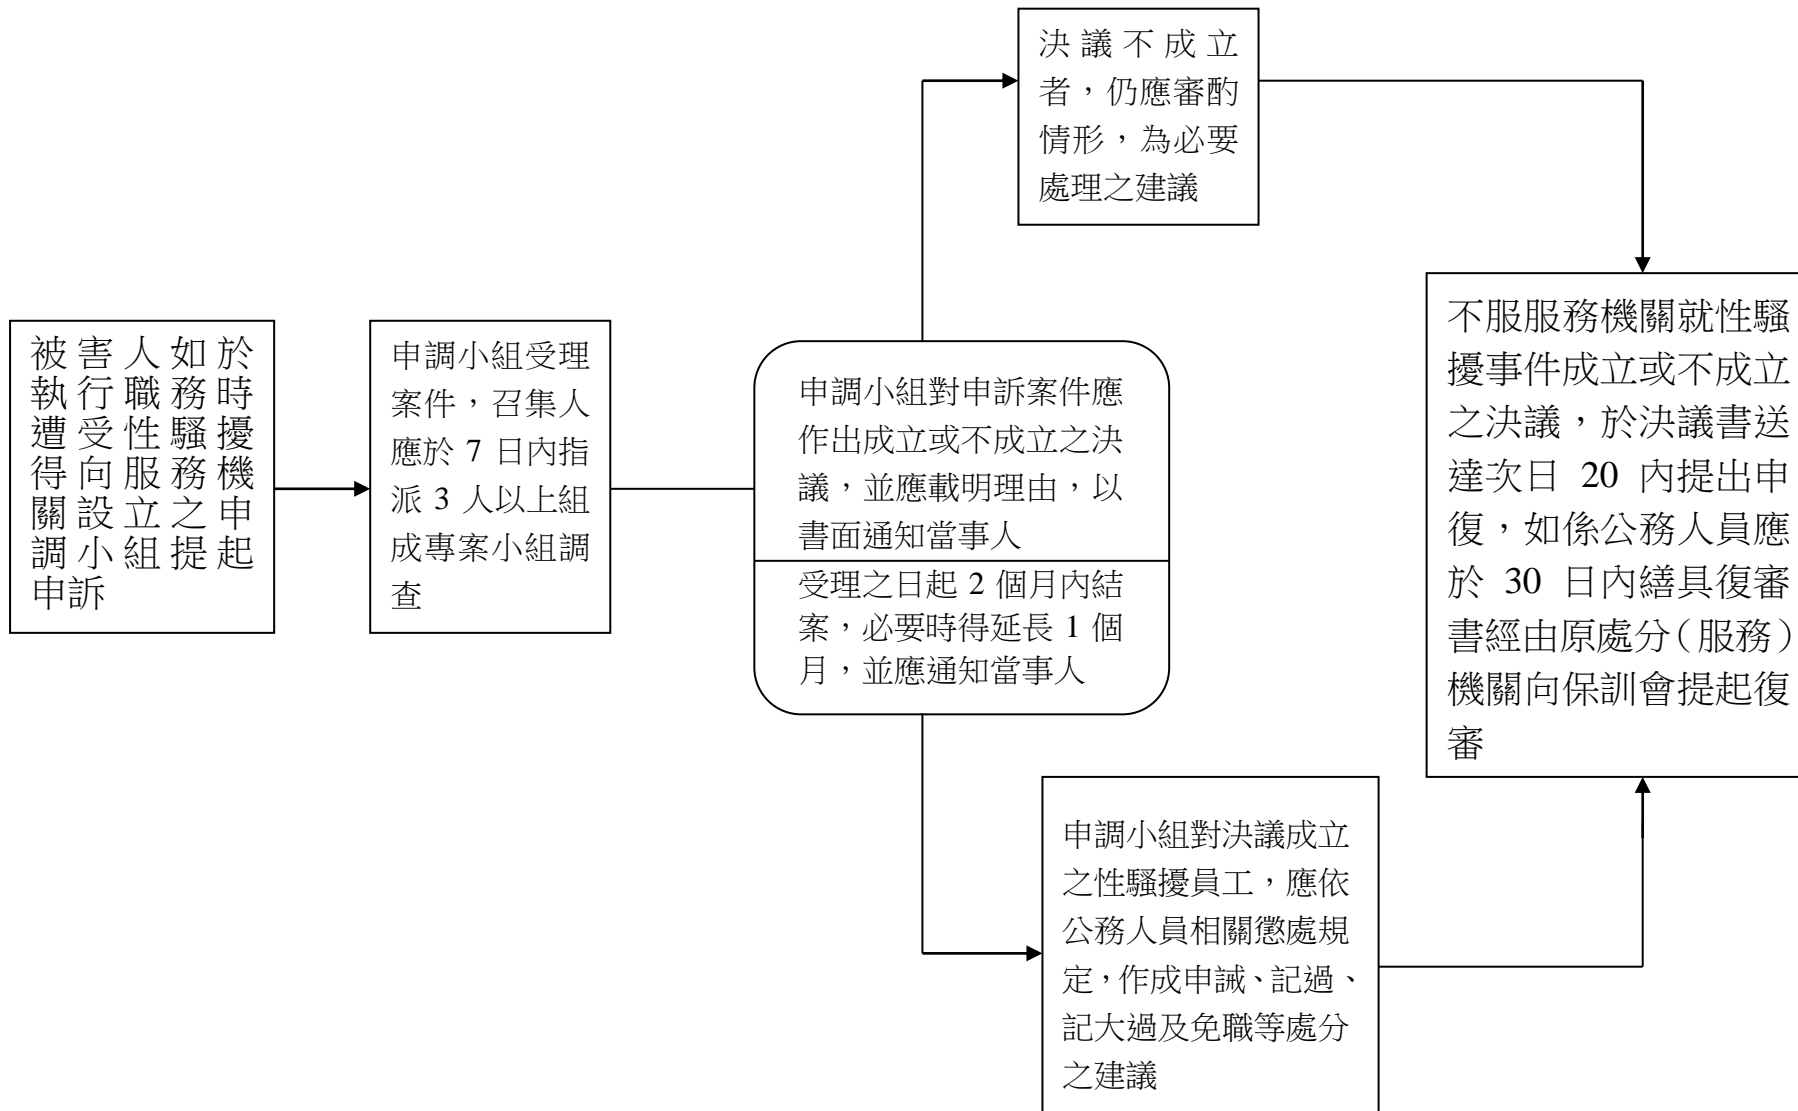 決議不成立
者，仍應審酌
情形，為必要
處理之建議
被害人如於
執行職務時
遭受性騷擾
得向服務機
關設立之申
調小組提起
申訴
申調小組受理
案件，召集人
應於 7 日內指
派 3 人以上組
成專案小組調
查
申調小組對申訴案件應
作出成立或不成立之決
議，並應載明理由，以
書面通知當事人
受理之日起 2 個月內結
案，必要時得延長 1 個
月，並應通知當事人
不服服務機關就性騷
擾事件成立或不成立
之決議，於決議書送
達次日 20 內提出申
復，如係公務人員應
於 30 日內繕具復審
書經由原處分（服務）
機關向保訓會提起復
審
申調小組對決議成立
之性騷擾員工，應依
公務人員相關懲處規
定，作成申誡、記過、
記大過及免職等處分
之建議